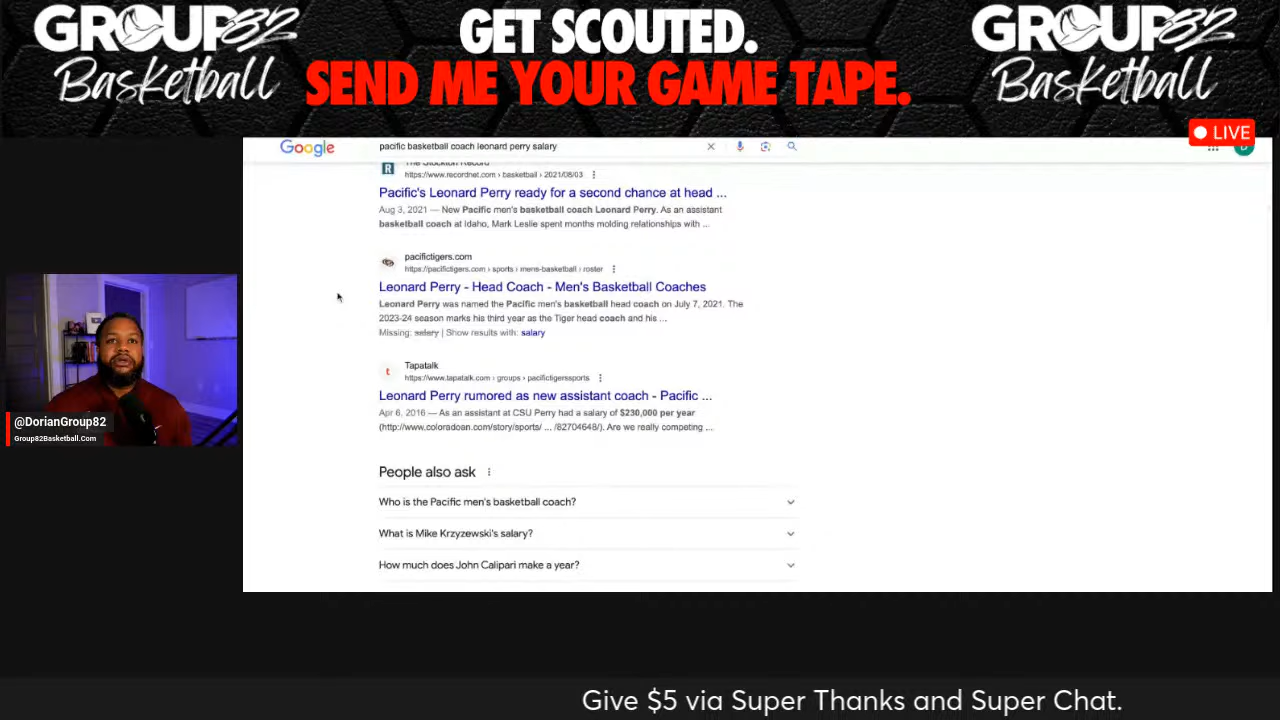 GROUP82
Basketball
GET SCOUTED.
SEND ME YOUR GAME TAPE.
GROUP82
Basketball
LIVE
Google
pacific basketball coach leonard perry salary
The Stockton Record
https://www.recordnet.com › basketball › 2021/08/03
Pacific's Leonard Perry ready for a second chance at head ...
Aug 3, 2021 — New Pacific men's basketball coach Leonard Perry. As an assistant
basketball coach at Idaho, Mark Leslie spent months molding relationships with ...
pacifictigers.com
https://pacifictigers.com › sports › mens-basketball › roster
Leonard Perry - Head Coach - Men's Basketball Coaches
Leonard Perry was named the Pacific men's basketball head coach on July 7, 2021. The
2023-24 season marks his third year as the Tiger head coach and his ...
Missing: salary | Show results with: salary
t
Tapatalk
https://www.tapatalk.com › groups › pacifictigerssports
Leonard Perry rumored as new assistant coach - Pacific ...
Apr 6, 2016 — As an assistant at CSU Perry had a salary of $230,000 per year
(http://www.coloradoan.com/story/sports/ ... /82704648/). Are we really competing ...
@DorianGroup82
Group82Basketball.Com
People also ask
Who is the Pacific men's basketball coach?
What is Mike Krzyzewski's salary?
How much does John Calipari make a year?
Give $5 via Super Thanks and Super Chat.